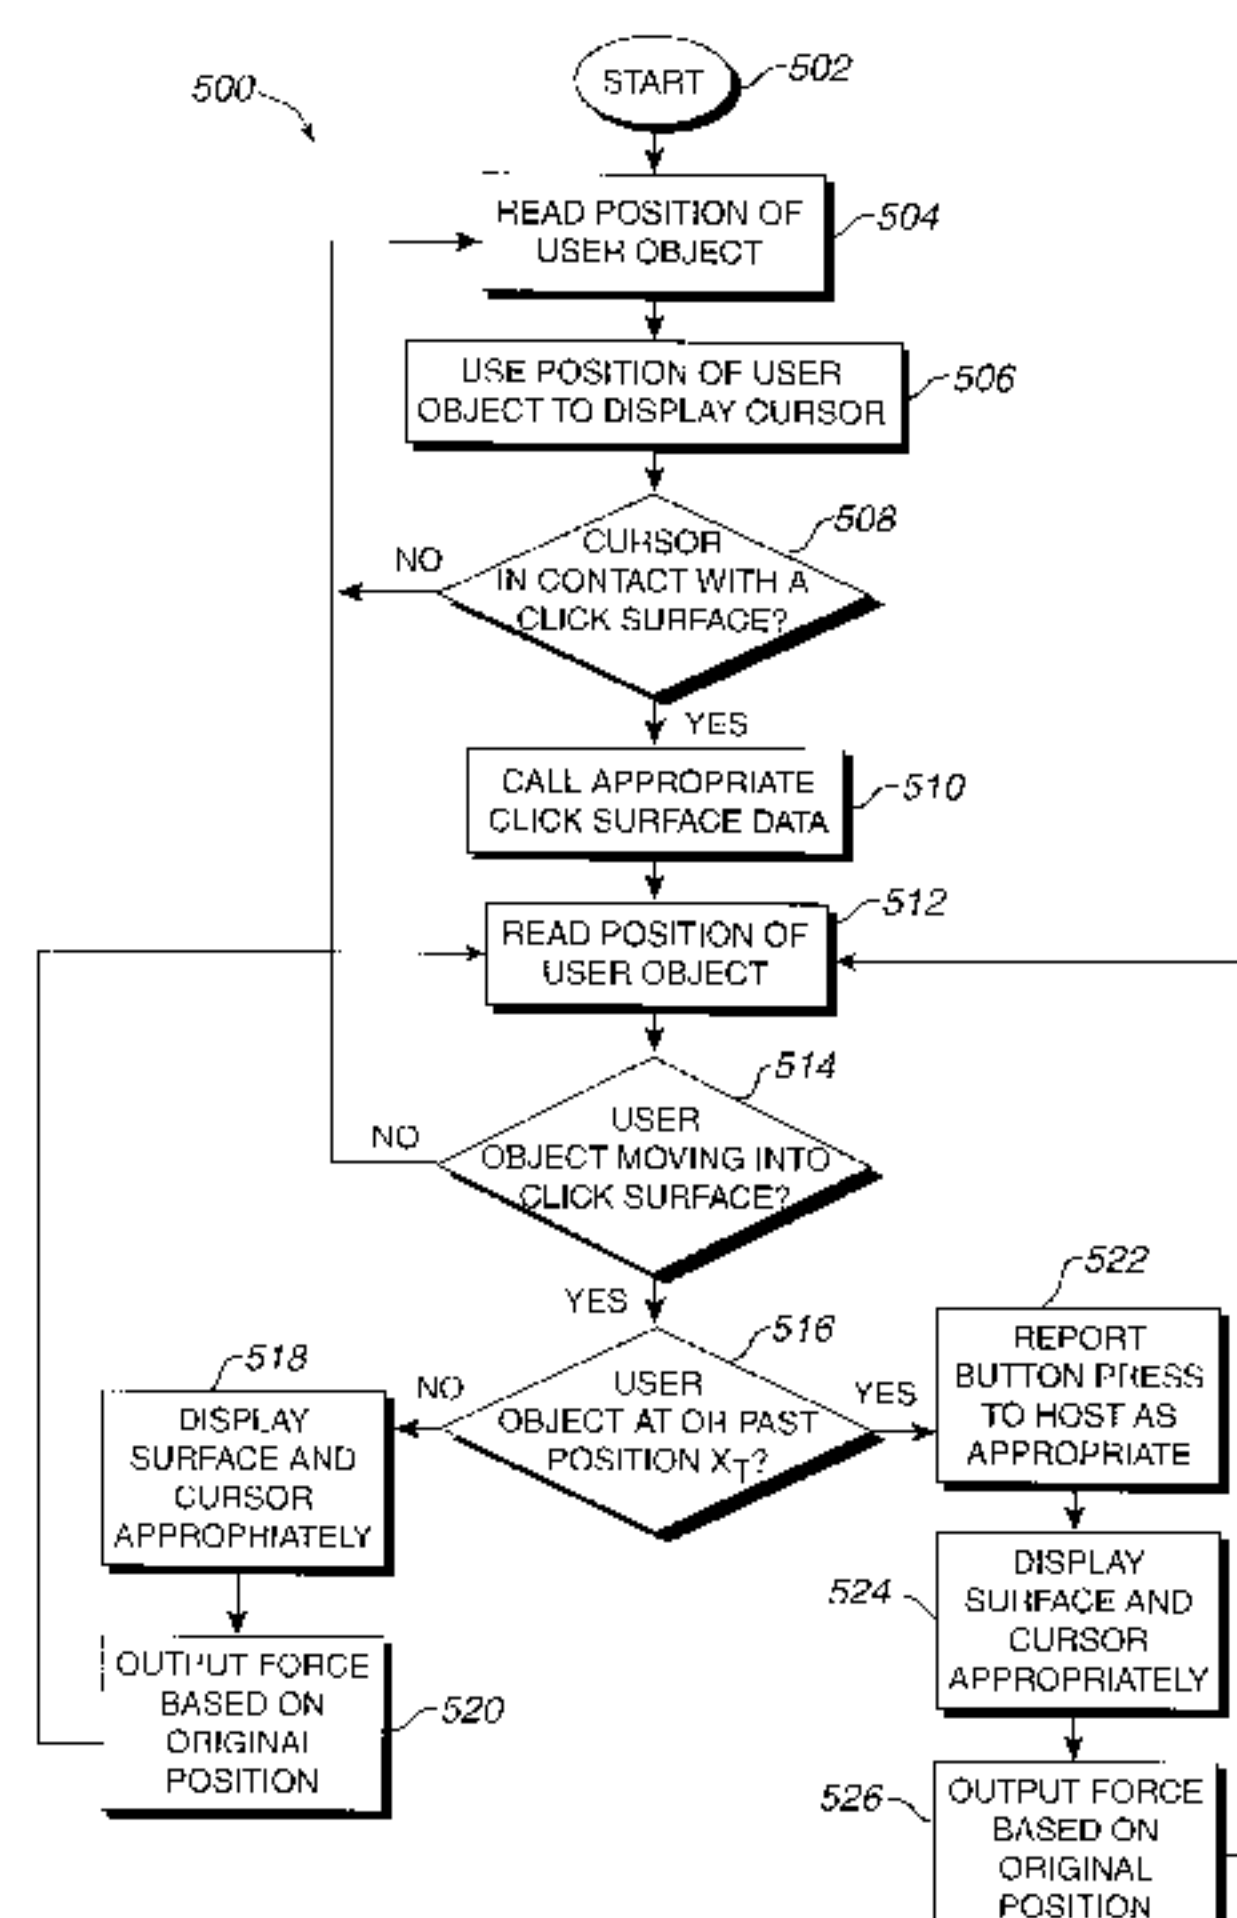 500
START
502
READ POSITION OF
USER OBJECT
504
USE POSITION OF USER
OBJECT TO DISPLAY CURSOR
506
CURSOR
IN CONTACT WITH A
CLICK SURFACE?
508
NO
YES
CALL APPROPRIATE
CLICK SURFACE DATA
510
READ POSITION OF
USER OBJECT
512
USER
OBJECT MOVING INTO
CLICK SURFACE?
514
NO
YES
USER
OBJECT AT OR PAST
POSITION X_T?
516
NO
YES
518
DISPLAY
SURFACE AND
CURSOR
APPROPRIATELY
OUTPUT FORCE
BASED ON
ORIGINAL
POSITION
520
522
REPORT
BUTTON PRESS
TO HOST AS
APPROPRIATE
524
DISPLAY
SURFACE AND
CURSOR
APPROPRIATELY
526
OUTPUT FORCE
BASED ON
ORIGINAL
POSITION